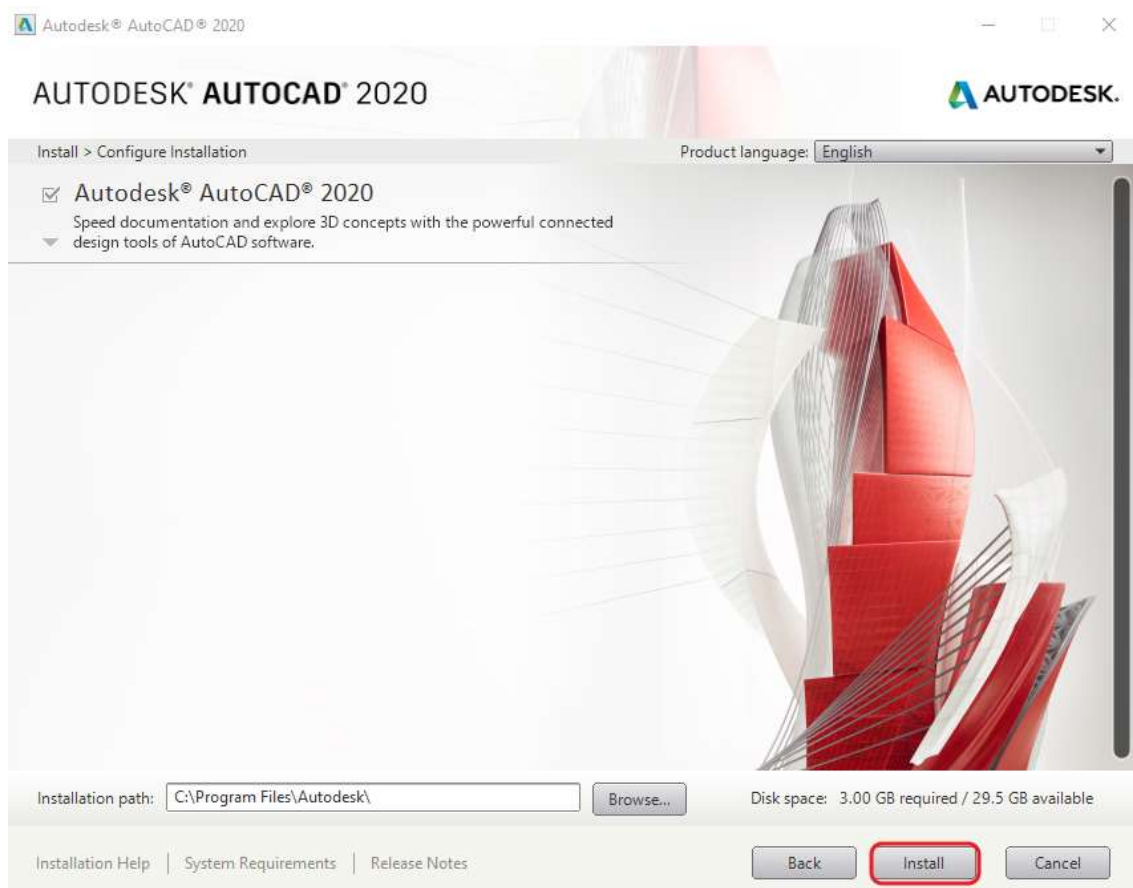 Autodesk® AutoCAD® 2020
AUTODESK® AUTOCAD® 2020
AUTODESK.
Install > Configure Installation
Product language: English
Autodesk® AutoCAD® 2020
Speed documentation and explore 3D concepts with the powerful connected
design tools of AutoCAD software.
Installation path: C:\Program Files\Autodesk\ Browse... Disk space: 3.00 GB required / 29.5 GB available
Installation Help | System Requirements | Release Notes
Back Install Cancel